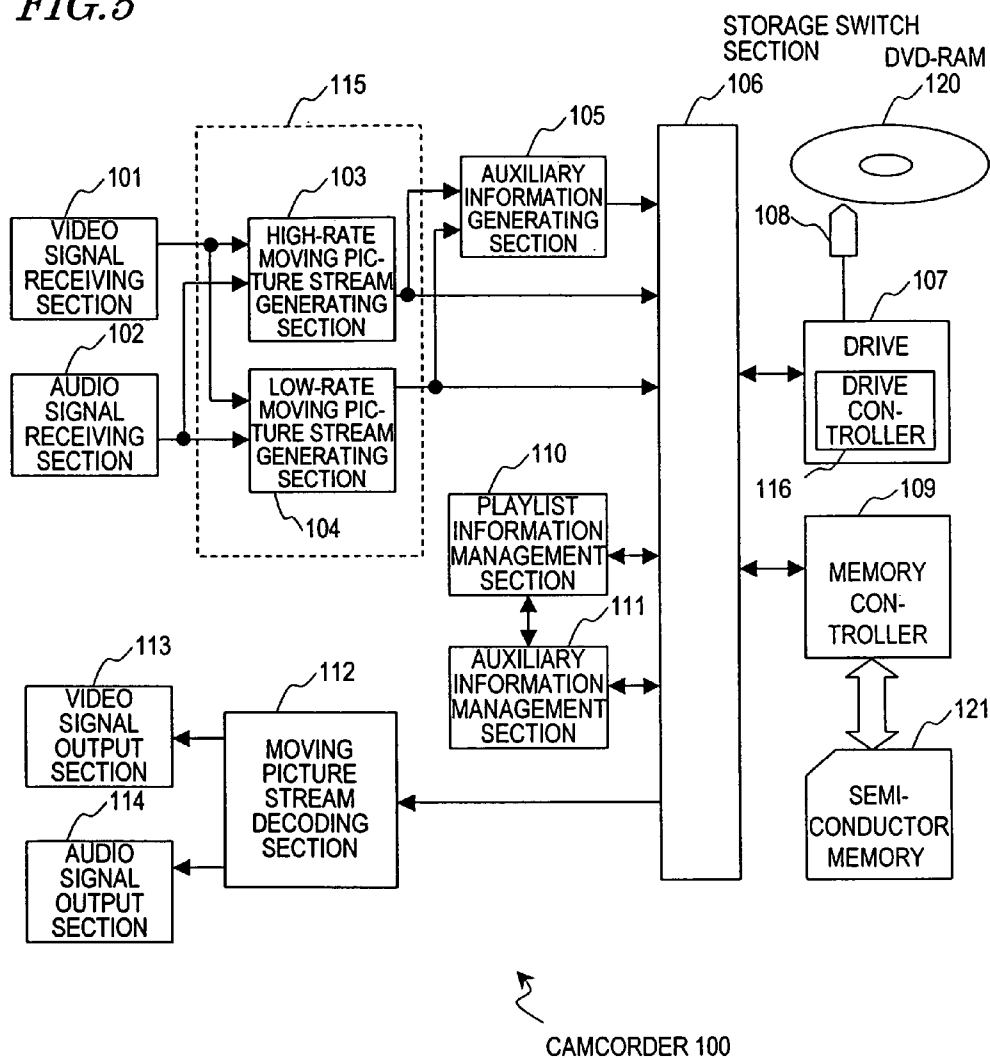 FIG.5
STORAGE SWITCH
SECTION
DVD-RAM
115
106
120
105
101
103
AUXILIARY
INFORMATION
GENERATING
SECTION
VIDEO
SIGNAL
RECEIVING
SECTION
HIGH-RATE
MOVING PIC-
TURE STREAM
GENERATING
SECTION
108
107
102
DRIVE
AUDIO
SIGNAL
RECEIVING
SECTION
LOW-RATE
MOVING PIC-
TURE STREAM
GENERATING
SECTION
DRIVE
CON-
TROLLER
110
116
109
104
PLAYLIST
INFORMATION
MANAGEMENT
SECTION
MEMORY
CON-
TROLLER
111
113
112
AUXILIARY
INFORMATION
MANAGEMENT
SECTION
VIDEO
SIGNAL
OUTPUT
SECTION
121
MOVING
PICTURE
STREAM
DECODING
SECTION
114
SEMI-
CONDUCTOR
MEMORY
AUDIO
SIGNAL
OUTPUT
SECTION
CAMCORDER 100